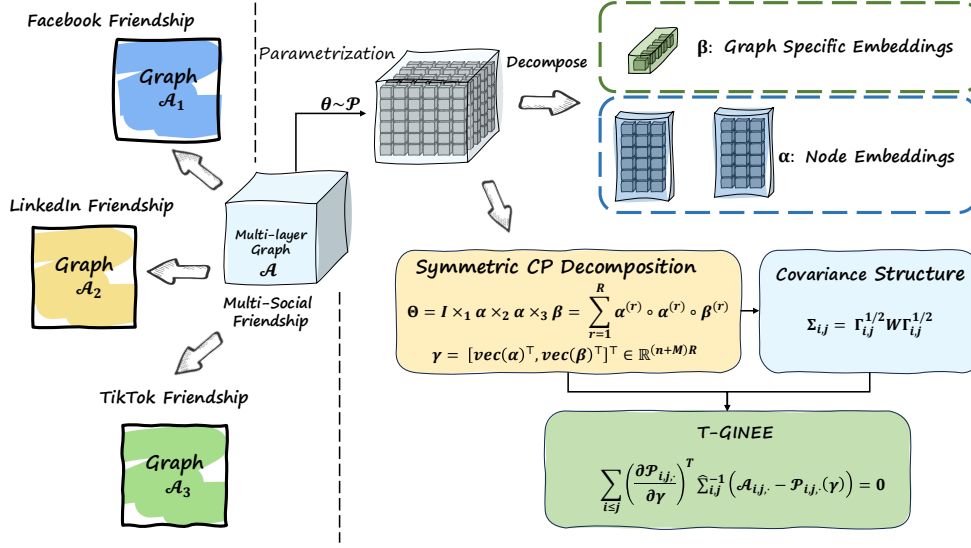 Facebook Friendship
Graph
𝒜₁
LinkedIn Friendship
Graph
𝒜₂
TikTok Friendship
Graph
𝒜₃
Multi-layer
Graph
𝒜
Multi-Social
Friendship
Parametrization
θ~𝒫
Decompose
β: Graph Specific Embeddings
α: Node Embeddings
Symmetric CP Decomposition
Θ = I ×₁ α ×₂ α ×₃ β = ∑_{r=1}^{R} α^{(r)} ∘ α^{(r)} ∘ β^{(r)}
γ = [vec(α)^⊤, vec(β)^⊤]^⊤ ∈ ℝ^{(n+M)R}
Covariance Structure
Σ_{i,j} = Γ_{i,j}^{1/2} W Γ_{i,j}^{1/2}
T-GINEE
∑_{i≤j} (∂𝒫_{i,j,·}/∂γ)^T Σ̂_{i,j}^{-1} (𝒜_{i,j,·} − 𝒫_{i,j,·}(γ)) = 0